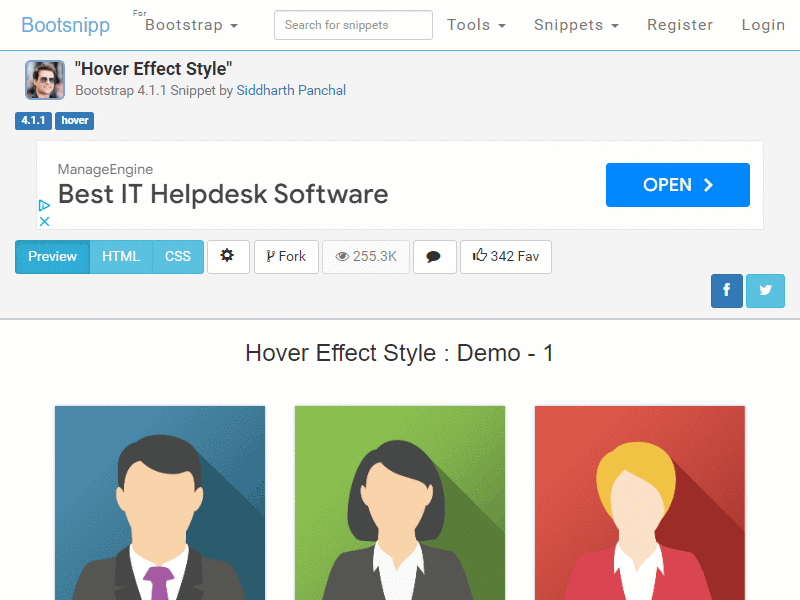 Bootsnipp For Bootstrap Search for snippets Tools Snippets Register Login
"Hover Effect Style"
Bootstrap 4.1.1 Snippet by Siddharth Panchal
4.1.1 hover
ManageEngine
Best IT Helpdesk Software
OPEN
Preview HTML CSS Fork 255.3K 342 Fav
Hover Effect Style : Demo - 1